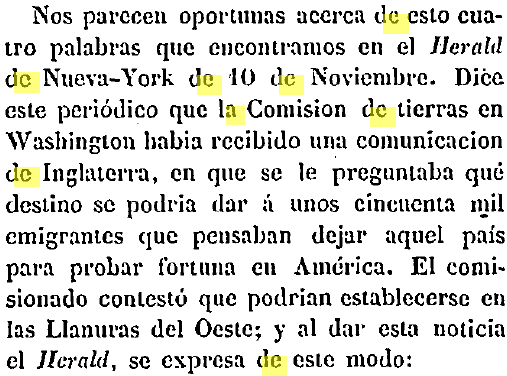 Nos parecen oportunas acerca de esto cua-
tro palabras que encontramos en el Herald
de Nueva-York de 10 de Noviembre. Dice
este periódico que la Comision de tierras en
Washington habia recibido una comunicacion
de Inglaterra, en que se le preguntaba qué
destino se podria dar á unos cincuenta mil
emigrantes que pensaban dejar aquel país
para probar fortuna en América. El comi-
sionado contestó que podrian establecerse en
las Llanuras del Oeste; y al dar esta noticia
el Herald, se expresa de este modo: